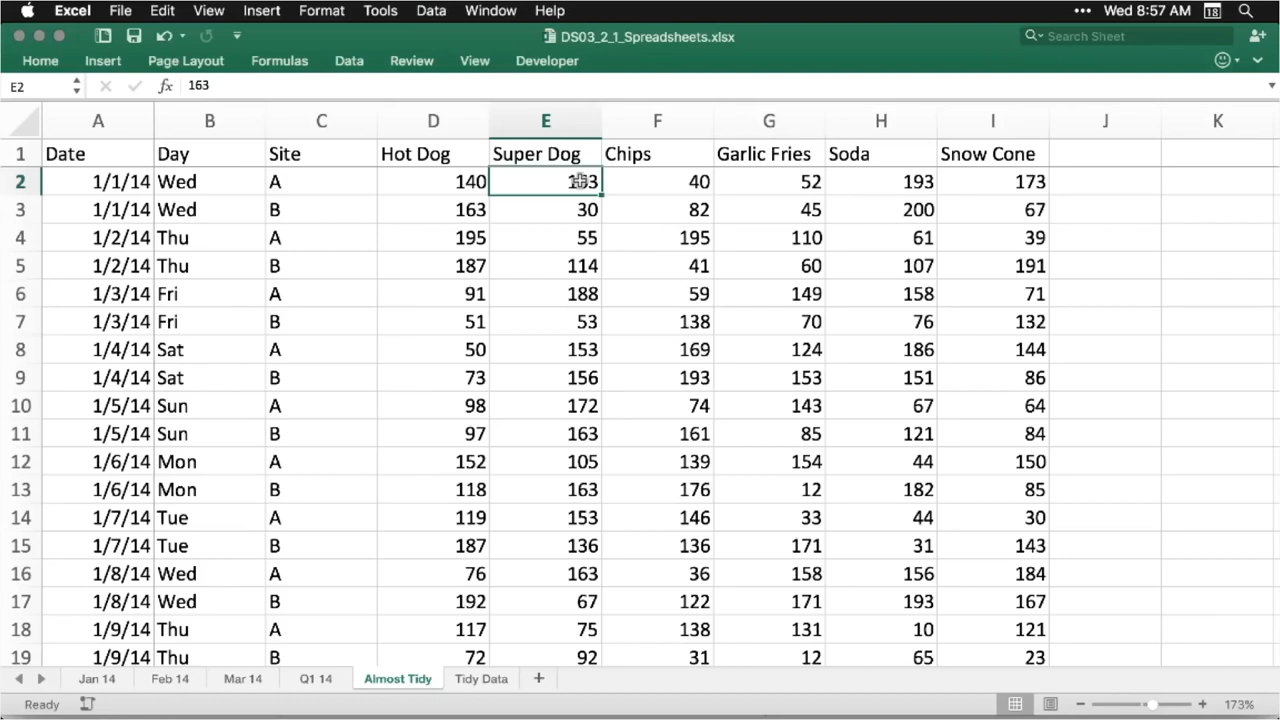 Excel File Edit View Insert Format Tools Data Window Help ••• Wed 8:57 AM 18
DS03_2_1_Spreadsheets.xlsx Search Sheet
Home Insert Page Layout Formulas Data Review View Developer
E2 fx 163
A B C D E F G H I J K
1 Date Day Site Hot Dog Super Dog Chips Garlic Fries Soda Snow Cone
2 1/1/14 Wed A 140 163 40 52 193 173
3 1/1/14 Wed B 163 30 82 45 200 67
4 1/2/14 Thu A 195 55 195 110 61 39
5 1/2/14 Thu B 187 114 41 60 107 191
6 1/3/14 Fri A 91 188 59 149 158 71
7 1/3/14 Fri B 51 53 138 70 76 132
8 1/4/14 Sat A 50 153 169 124 186 144
9 1/4/14 Sat B 73 156 193 153 151 86
10 1/5/14 Sun A 98 172 74 143 67 64
11 1/5/14 Sun B 97 163 161 85 121 84
12 1/6/14 Mon A 152 105 139 154 44 150
13 1/6/14 Mon B 118 163 176 12 182 85
14 1/7/14 Tue A 119 153 146 33 44 30
15 1/7/14 Tue B 187 136 136 171 31 143
16 1/8/14 Wed A 76 163 36 158 156 184
17 1/8/14 Wed B 192 67 122 171 193 167
18 1/9/14 Thu A 117 75 138 131 10 121
19 1/9/14 Thu B 72 92 31 12 65 23
Jan 14 Feb 14 Mar 14 Q1 14 Almost Tidy Tidy Data +
Ready − + 173%